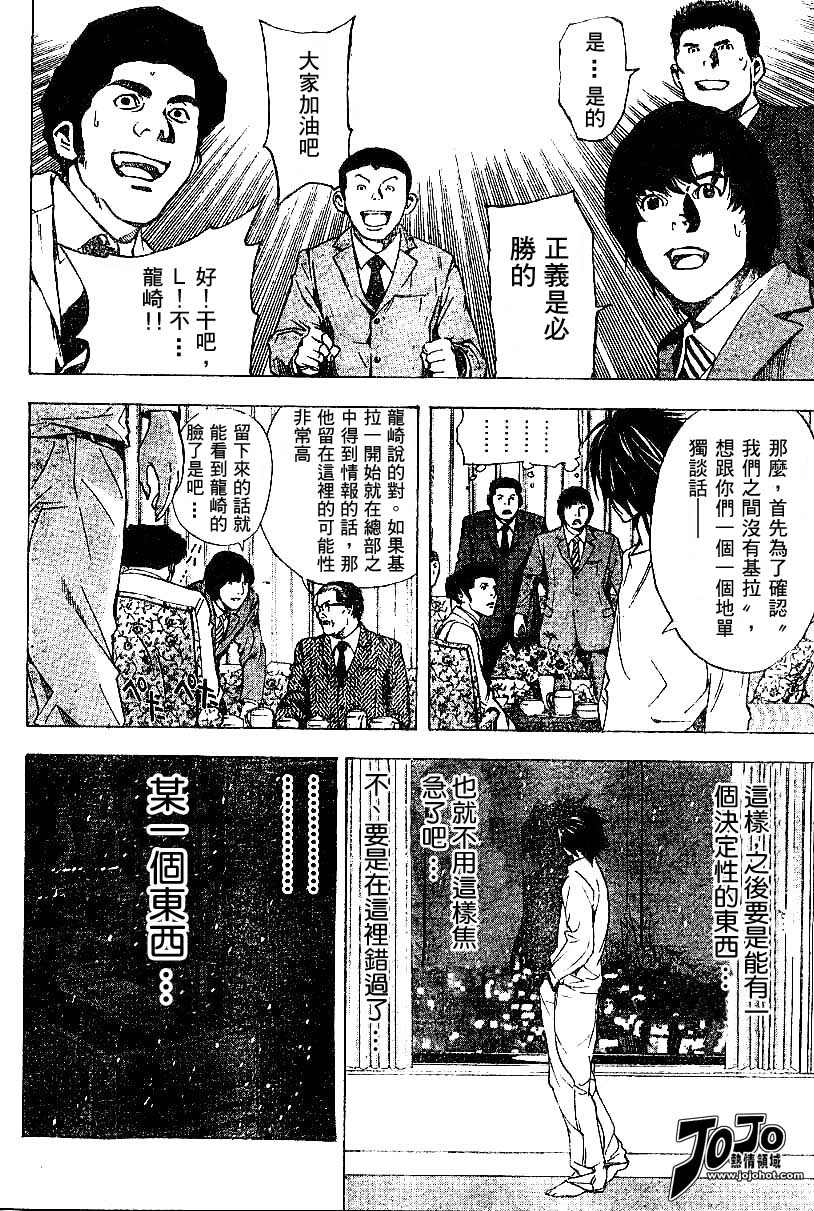 是…是的
正義是必
勝的
大家加油吧
好!干吧,
L!不…
龍崎!!
那麼,首先為了確認“
我們之間沒有基拉”,
想跟你們一個一個地單
獨談話——
………
………
龍崎說的對。如果基
拉一開始就在總部之
中得到情報的話,那
他留在這裡的可能性
非常高
留下來的話就
能看到龍崎的
臉了是吧…
ペトペト
這樣,之後要是能有一
個決定性的東西…
也就不用這樣焦
急了吧…
不、要是在這裡錯過了…
…………
…………
某一個東西…
JOJO
熱情領域
www.jojohot.com